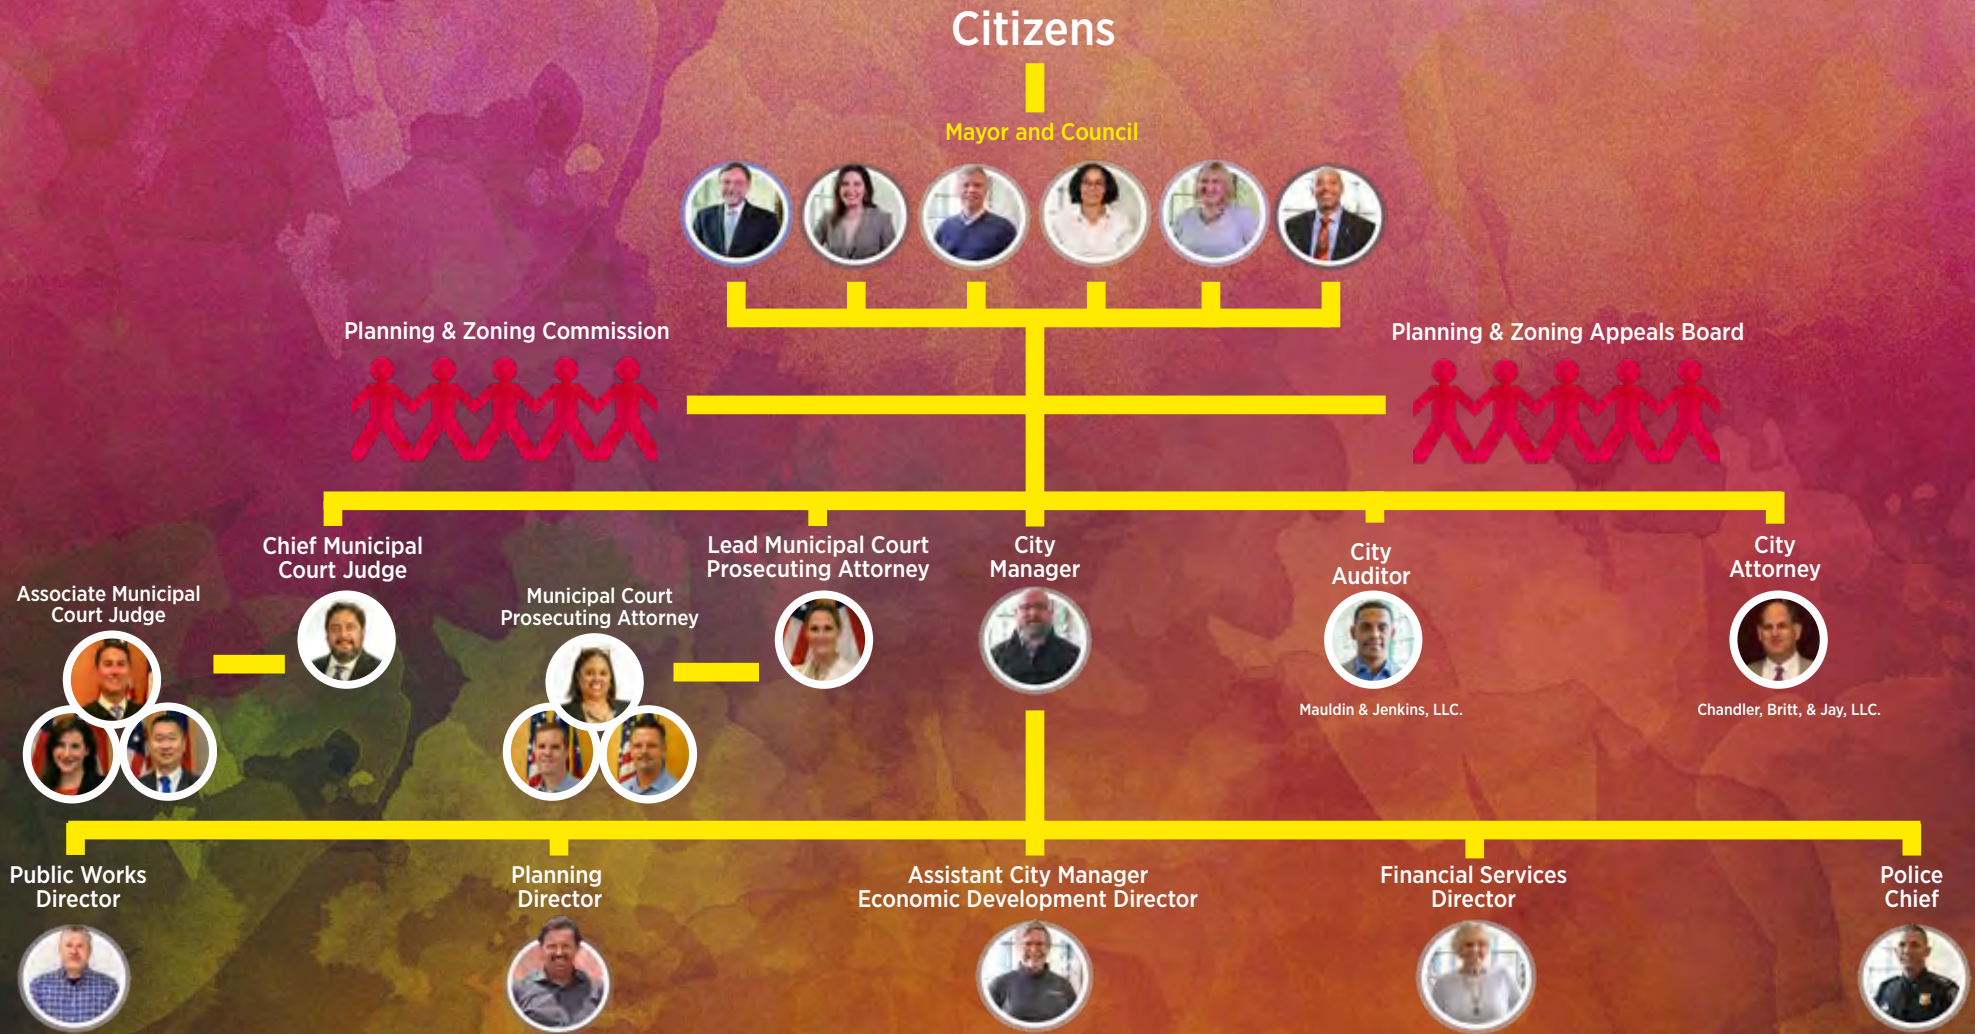 Citizens
Mayor and Council
Planning & Zoning Commission
Planning & Zoning Appeals Board
Chief Municipal
Court Judge
Lead Municipal Court
Prosecuting Attorney
City
Manager
City
Auditor
City
Attorney
Associate Municipal
Court Judge
Municipal Court
Prosecuting Attorney
Mauldin & Jenkins, LLC.
Chandler, Britt, & Jay, LLC.
Public Works
Director
Planning
Director
Assistant City Manager
Economic Development Director
Financial Services
Director
Police
Chief